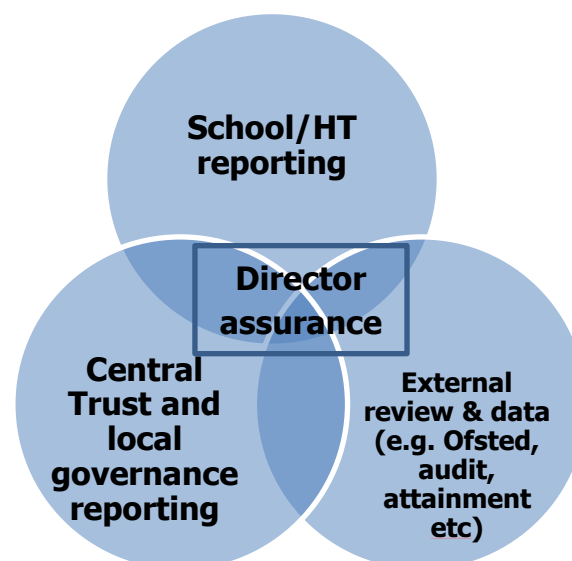 School/HT
reporting
Director
assurance
Central
Trust and
local
governance
reporting
External
review & data
(e.g. Ofsted,
audit,
attainment
etc)